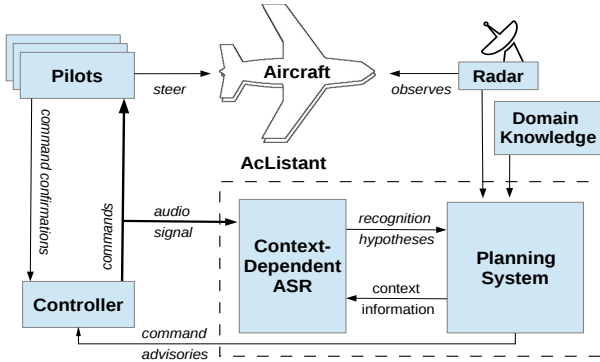 Pilots
steer
Aircraft
observes
Radar
Domain
Knowledge
command confirmations
commands
AcListant
audio
signal
Context-
Dependent
ASR
recognition
hypotheses
Planning
System
context
information
Controller
command
advisories